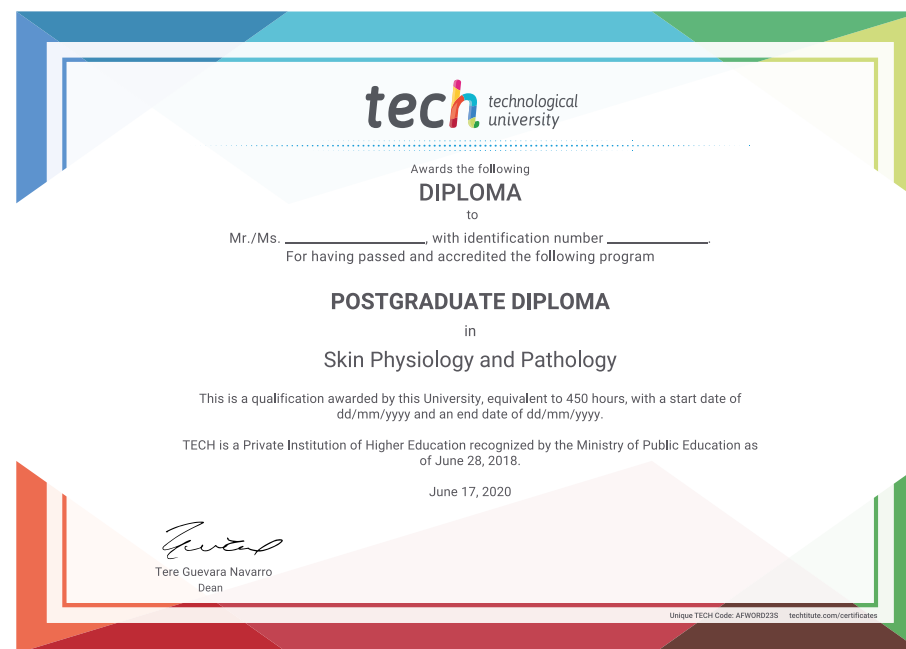 tech technological
university
Awards the following
DIPLOMA
to
Mr./Ms. ____________________, with identification number ______________.
For having passed and accredited the following program
POSTGRADUATE DIPLOMA
in
Skin Physiology and Pathology
This is a qualification awarded by this University, equivalent to 450 hours, with a start date of
dd/mm/yyyy and an end date of dd/mm/yyyy.
TECH is a Private Institution of Higher Education recognized by the Ministry of Public Education as
of June 28, 2018.
June 17, 2020
Tere Guevara Navarro
Dean
Unique TECH Code: AFWORD23S techtitute.com/certificates